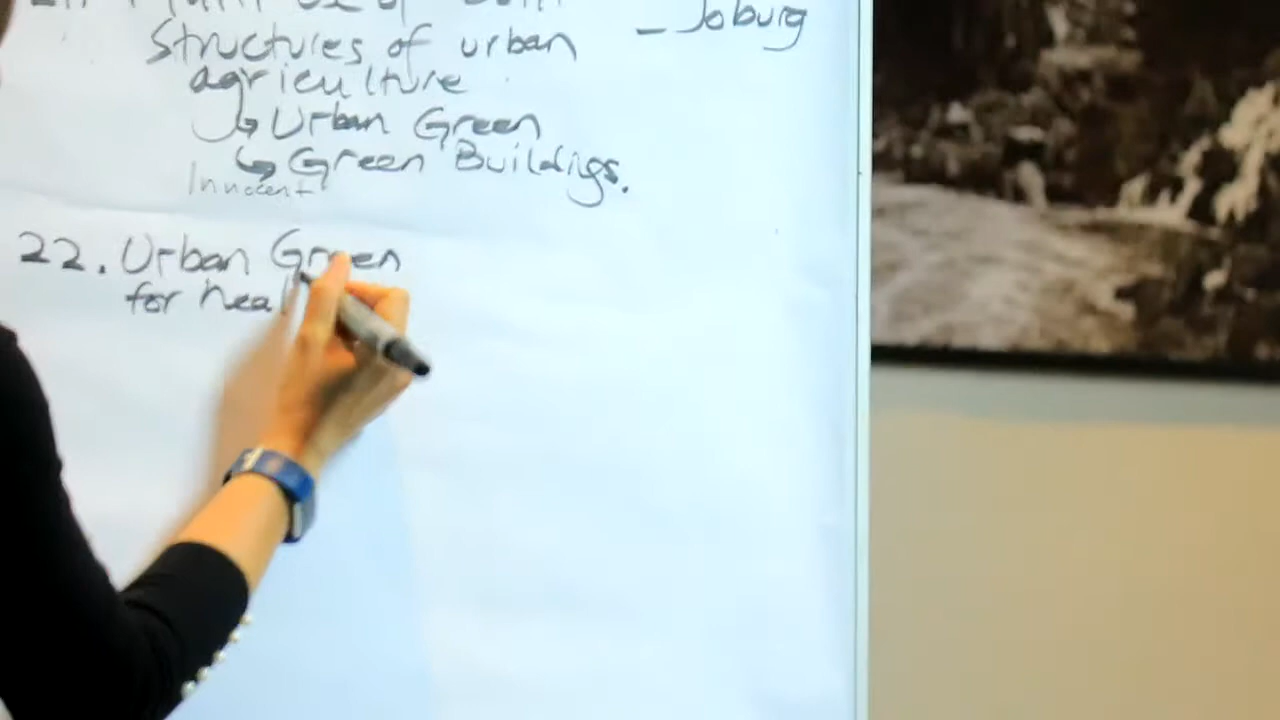 - Joburg
Structures of urban
agriculture
↳ Urban Green
↳ Green Buildings.
Innocent
22. Urban Green
for heal